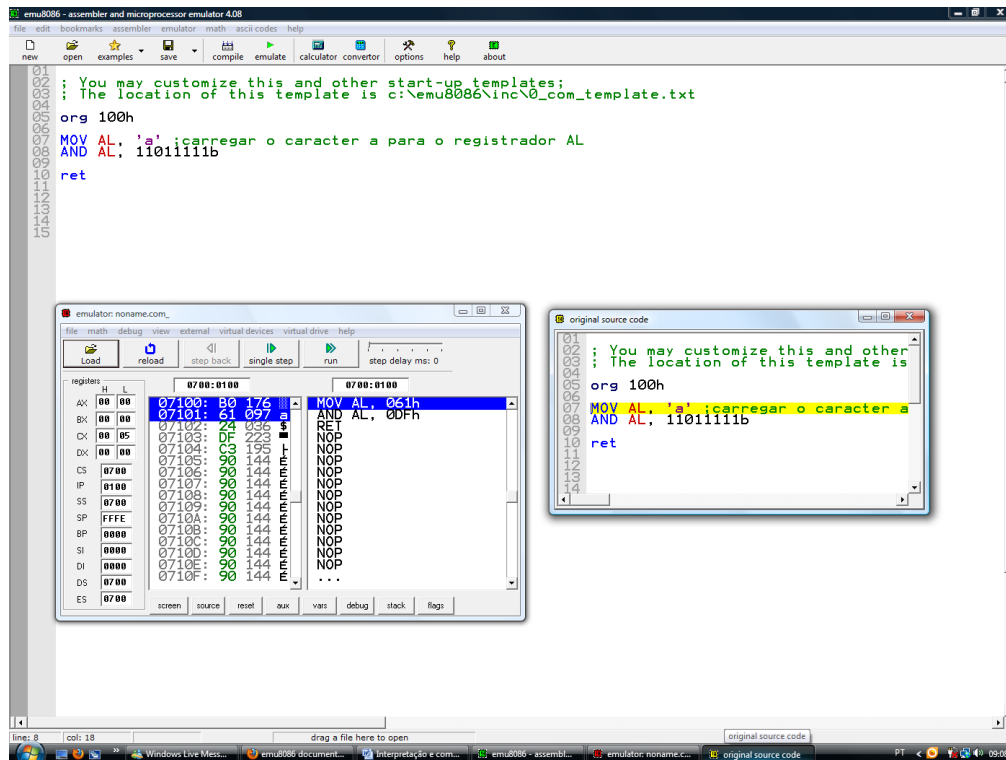 emu8086 - assembler and microprocessor emulator 4.08
file edit bookmarks assembler emulator math ascii codes help
new open examples save compile emulate calculator convertor options help about
01
02 ; You may customize this and other start-up templates;
03 ; The location of this template is c:\emu8086\inc\0_com_template.txt
04
05 org 100h
06
07 MOV AL, 'a' ;carregar o caracter a para o registrador AL
08 AND AL, 11011111b
09
10 ret
11
12
13
14
15
emulator: noname.com_
file math debug view external virtual devices virtual drive help
Load reload step back single step run step delay ms: 0
registers
H L
0700:0100 0700:0100
AX 00 00
BX 00 00
CX 00 05
DX 00 00
CS 0700
IP 0100
SS 0700
SP FFFE
BP 0000
SI 0000
DI 0000
DS 0700
ES 0700
07100: B0 176 ░
07101: 61 097 a
07102: 24 036 $
07103: DF 223 ▀
07104: C3 195 ├
07105: 90 144 É
07106: 90 144 É
07107: 90 144 É
07108: 90 144 É
07109: 90 144 É
0710A: 90 144 É
0710B: 90 144 É
0710C: 90 144 É
0710D: 90 144 É
0710E: 90 144 É
0710F: 90 144 É
MOV AL, 061h
AND AL, 0DFh
RET
NOP
NOP
NOP
NOP
NOP
NOP
NOP
NOP
NOP
NOP
NOP
NOP
...
screen source reset aux vars debug stack flags
original source code
01
02 ; You may customize this and other
03 ; The location of this template is
04
05 org 100h
06
07 MOV AL, 'a' ;carregar o caracter a
08 AND AL, 11011111b
09
10 ret
11
12
13
14
line: 8 col: 18 drag a file here to open
original source code
Windows Live Mess... emu8086 document... Interpretação e com... emu8086 - assembl... emulator: noname.c... original source code PT 09:08